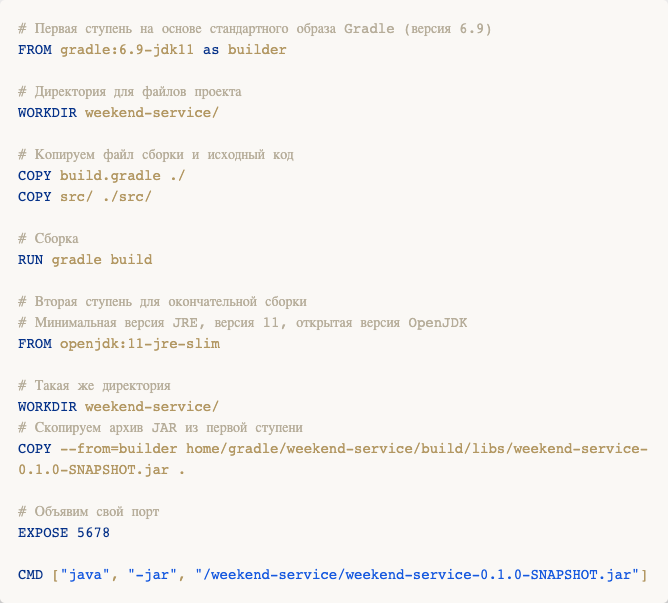 # Первая ступень на основе стандартного образа Gradle (версия 6.9)
FROM gradle:6.9-jdk11 as builder
# Директория для файлов проекта
WORKDIR weekend-service/
# Копируем файл сборки и исходный код
COPY build.gradle ./
COPY src/ ./src/
# Сборка
RUN gradle build
# Вторая ступень для окончательной сборки
# Минимальная версия JRE, версия 11, открытая версия OpenJDK
FROM openjdk:11-jre-slim
# Такая же директория
WORKDIR weekend-service/
# Скопируем архив JAR из первой ступени
COPY --from=builder home/gradle/weekend-service/build/libs/weekend-service-
0.1.0-SNAPSHOT.jar .
# Объявим свой порт
EXPOSE 5678
CMD ["java", "-jar", "/weekend-service/weekend-service-0.1.0-SNAPSHOT.jar"]